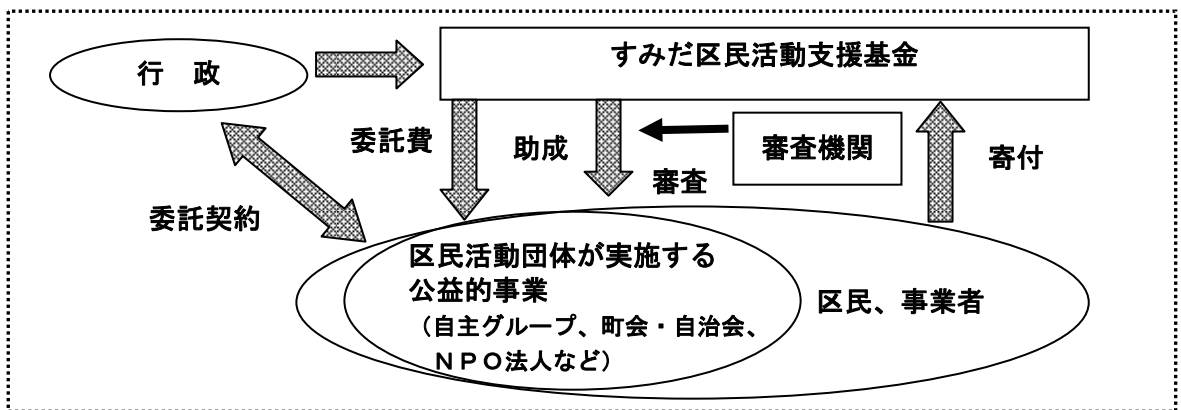 すみだ区民活動支援基金
行 政
委託費
助成
審査機関
寄付
審査
委託契約
区民活動団体が実施する
公益的事業
（自主グループ、町会・自治会、
ＮＰＯ法人など）
区民、事業者